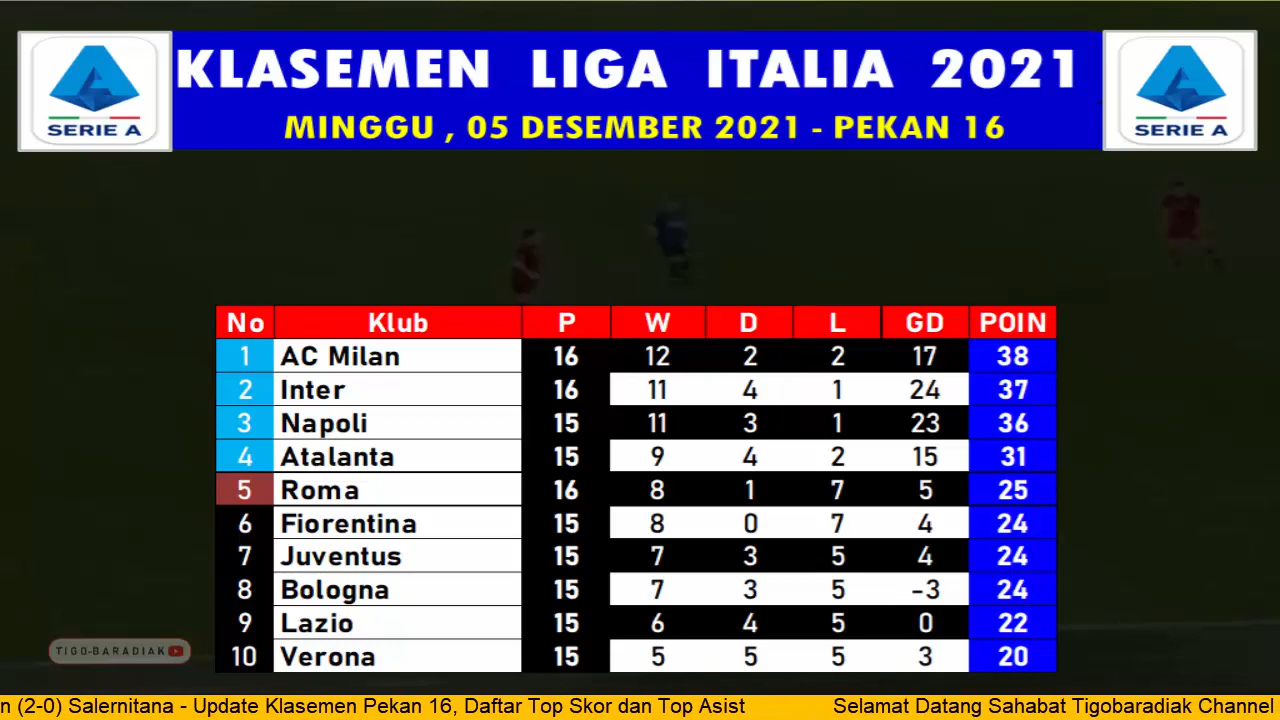 KLASEMEN LIGA ITALIA 2021
MINGGU , 05 DESEMBER 2021 - PEKAN 16
SERIE A
SERIE A
No Klub P W D L GD POIN
1 AC Milan 16 12 2 2 17 38
2 Inter 16 11 4 1 24 37
3 Napoli 15 11 3 1 23 36
4 Atalanta 15 9 4 2 15 31
5 Roma 16 8 1 7 5 25
6 Fiorentina 15 8 0 7 4 24
7 Juventus 15 7 3 5 4 24
8 Bologna 15 7 3 5 -3 24
9 Lazio 15 6 4 5 0 22
10 Verona 15 5 5 5 3 20
TIGO-BARADIAK
n (2-0) Salernitana - Update Klasemen Pekan 16, Daftar Top Skor dan Top Asist Selamat Datang Sahabat Tigobaradiak Channel